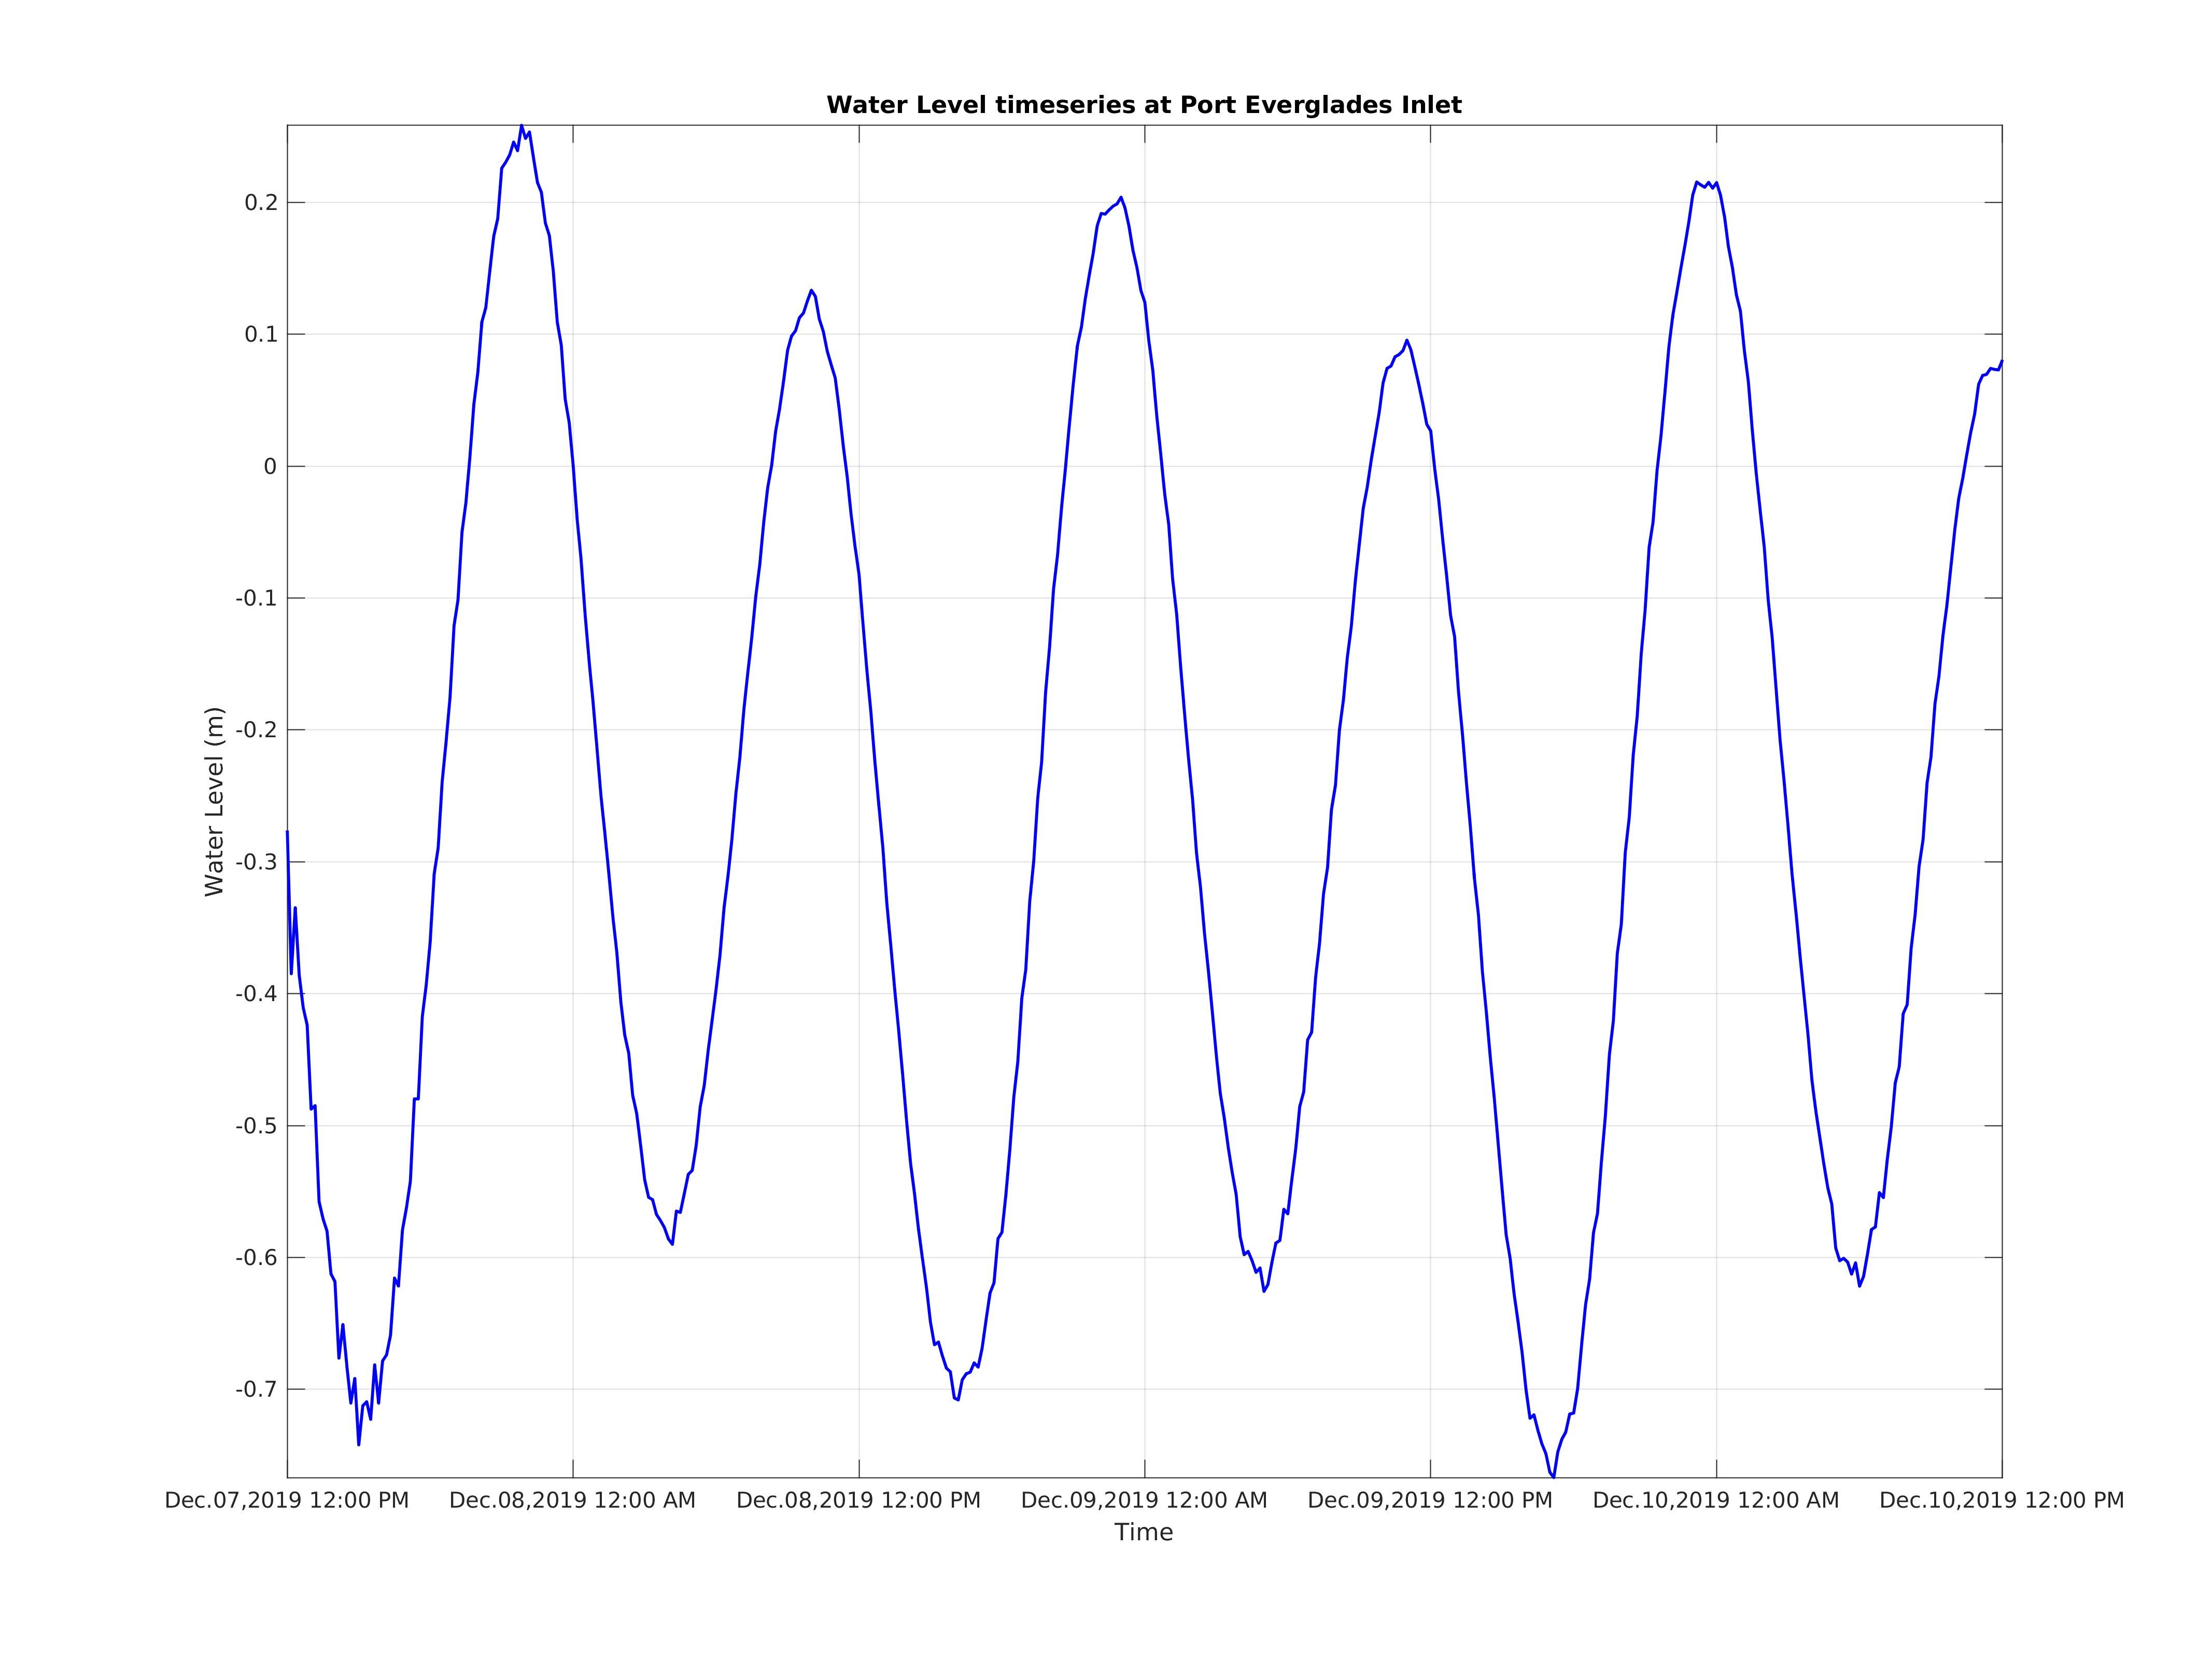 Water Level timeseries at Port Everglades Inlet
0.2
0.1
0
-0.1
-0.2
-0.3
-0.4
-0.5
-0.6
-0.7
Water Level (m)
Dec.07,2019 12:00 PM Dec.08,2019 12:00 AM Dec.08,2019 12:00 PM Dec.09,2019 12:00 AM Dec.09,2019 12:00 PM Dec.10,2019 12:00 AM Dec.10,2019 12:00 PM
Time